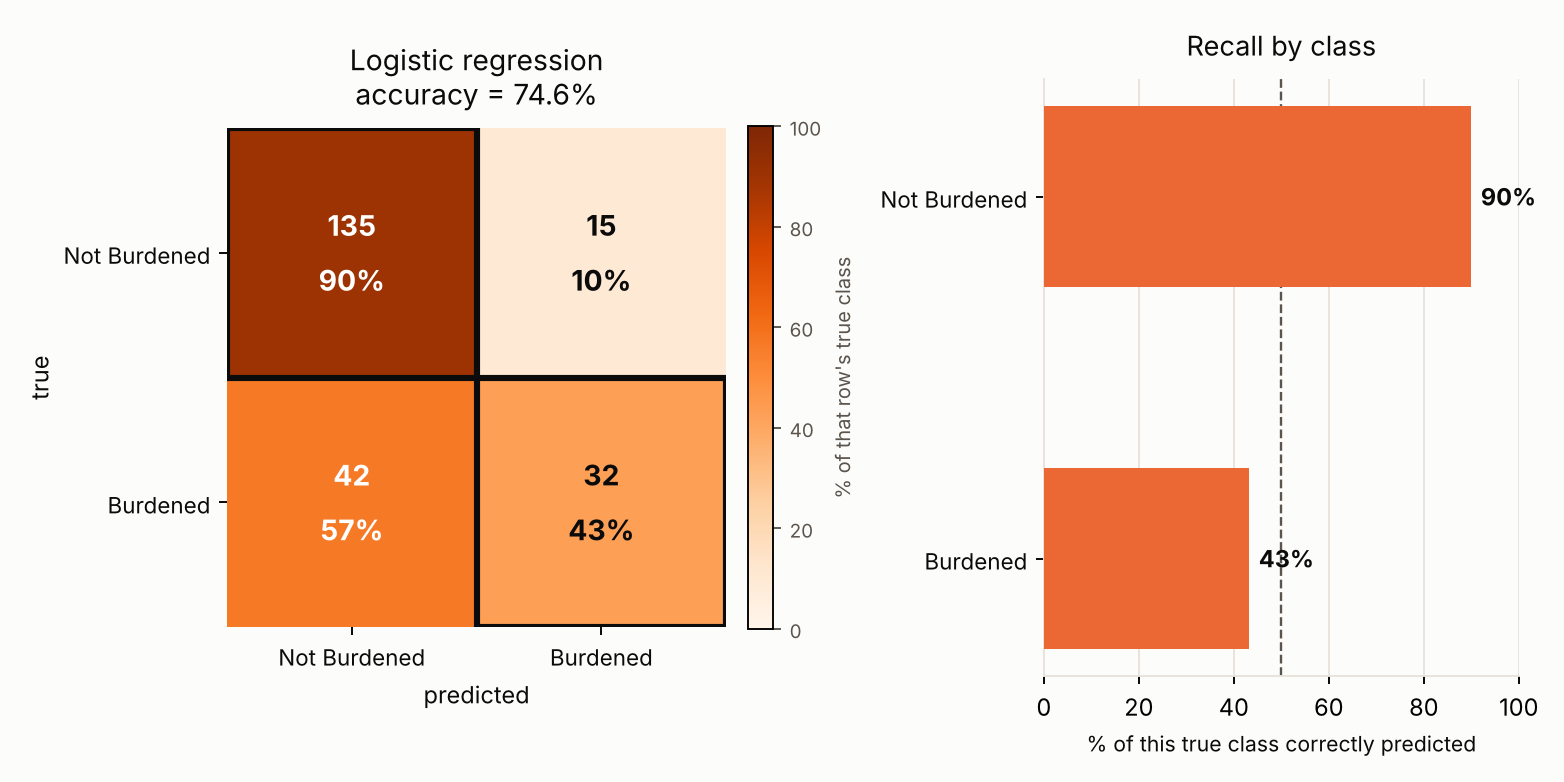 Logistic regression
accuracy = 74.6%
true
Not Burdened
Burdened
135
90%
15
10%
42
57%
32
43%
Not Burdened
Burdened
predicted
100
80
60
40
20
0
% of that row's true class
Recall by class
Not Burdened
90%
Burdened
43%
0
20
40
60
80
100
% of this true class correctly predicted